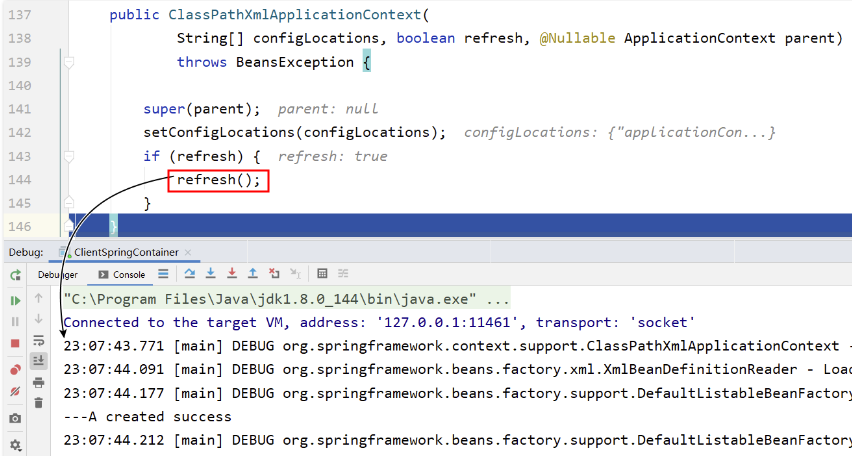 137 public ClassPathXmlApplicationContext(
138 String[] configLocations, boolean refresh, @Nullable ApplicationContext parent)
139 throws BeansException {
140
141 super(parent); parent: null
142 setConfigLocations(configLocations); configLocations: {"applicationCon...}
143 if (refresh) { refresh: true
144 refresh();
145 }
146 }
Debug: ClientSpringContainer
Debugger Console
"C:\Program Files\Java\jdk1.8.0_144\bin\java.exe" ...
Connected to the target VM, address: '127.0.0.1:11461', transport: 'socket'
23:07:43.771 [main] DEBUG org.springframework.context.support.ClassPathXmlApplicationContext -
23:07:44.091 [main] DEBUG org.springframework.beans.factory.xml.XmlBeanDefinitionReader - Loa
23:07:44.177 [main] DEBUG org.springframework.beans.factory.support.DefaultListableBeanFactory
---A created success
23:07:44.212 [main] DEBUG org.springframework.beans.factory.support.DefaultListableBeanFactory